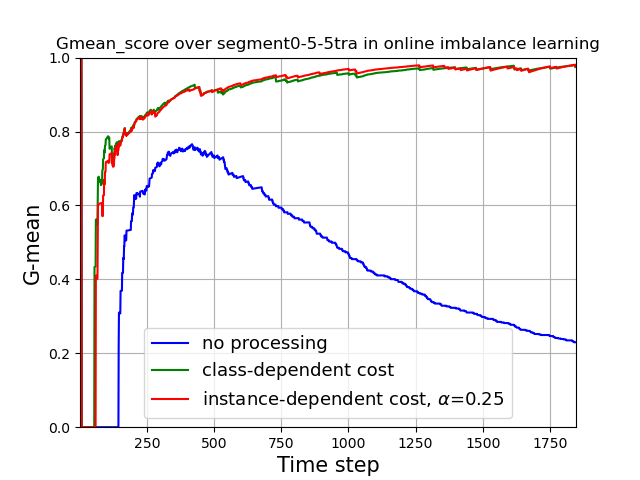 Gmean_score over segment0-5-5tra in online imbalance learning
1.0
0.8
0.6
0.4
0.2
0.0
G-mean
no processing
class-dependent cost
instance-dependent cost, α=0.25
250 500 750 1000 1250 1500 1750
Time step